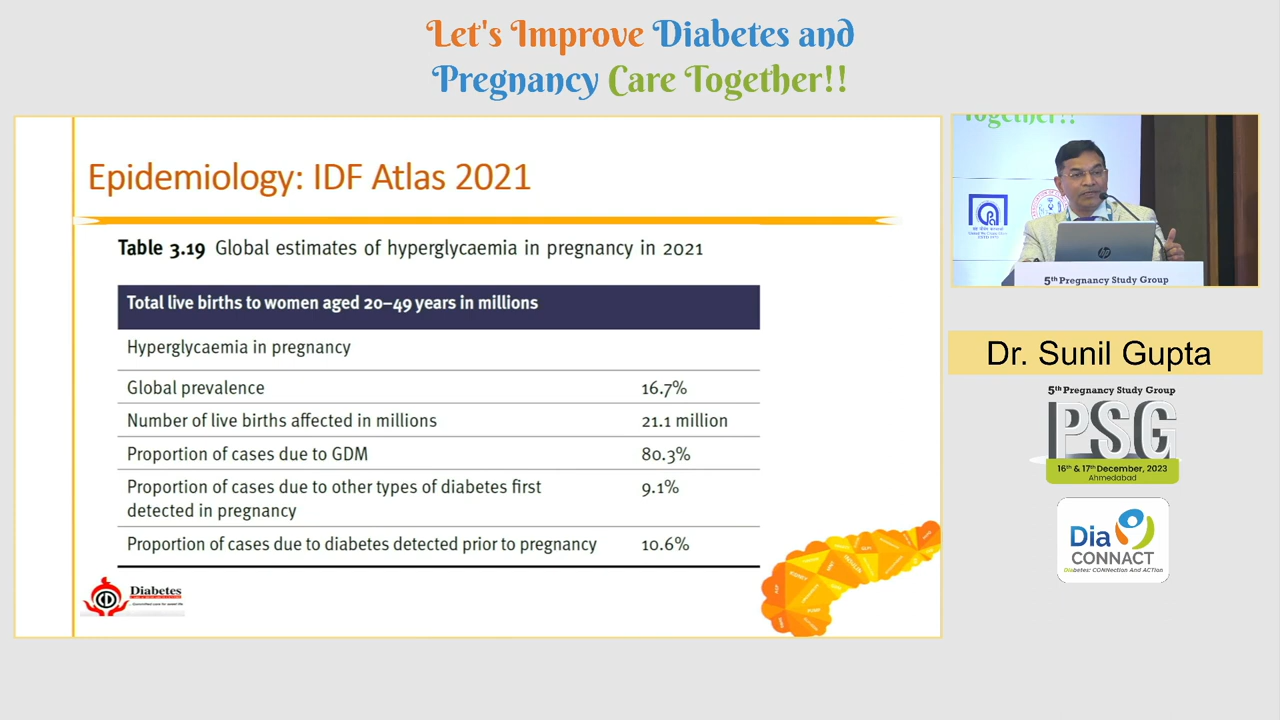 Let's Improve Diabetes and
Pregnancy Care Together!!
Epidemiology: IDF Atlas 2021
Table 3.19 Global estimates of hyperglycaemia in pregnancy in 2021
Total live births to women aged 20–49 years in millions
Hyperglycaemia in pregnancy
Global prevalence 16.7%
Number of live births affected in millions 21.1 million
Proportion of cases due to GDM 80.3%
Proportion of cases due to other types of diabetes first 9.1%
detected in pregnancy
Proportion of cases due to diabetes detected prior to pregnancy 10.6%
Diabetes
Together!!
hp
5th Pregnancy Study Group
Dr. Sunil Gupta
5th Pregnancy Study Group
PSG
16th & 17th December, 2023
Ahmedabad
Dia
CONNACT
Diabetes: CONNection And ACTion